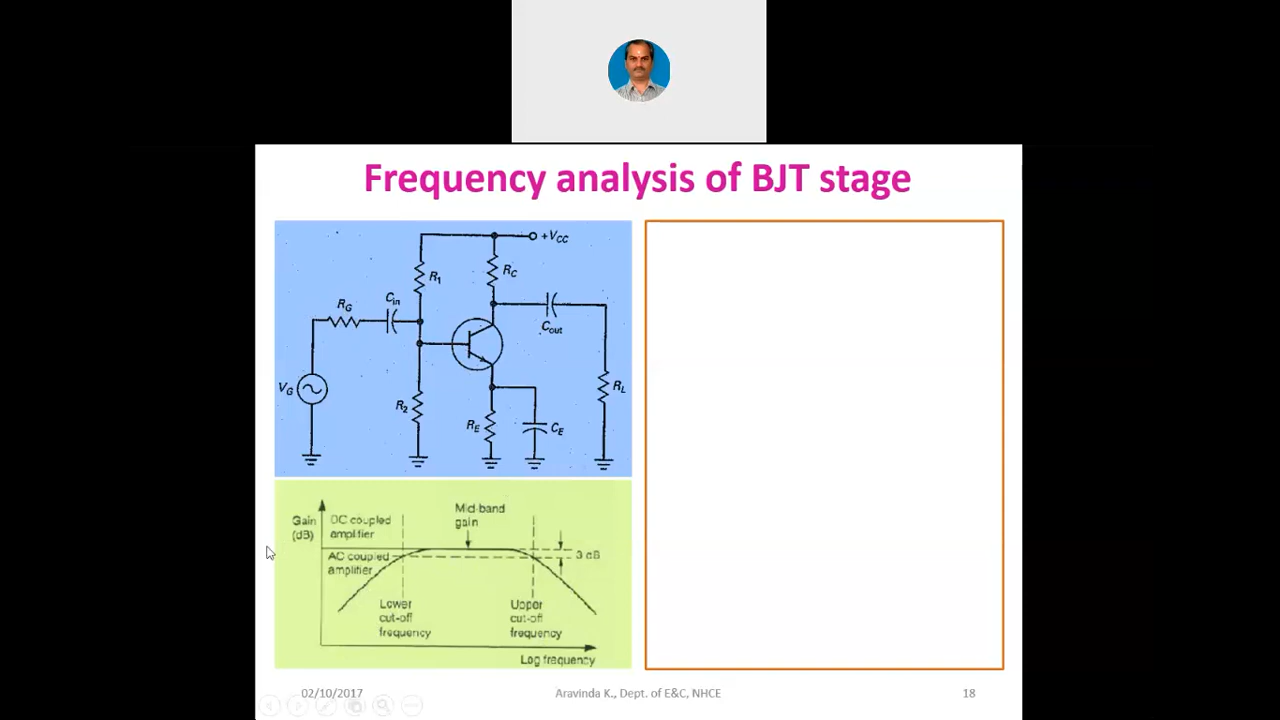 Frequency analysis of BJT stage
+VCC
R1
RC
RG
Cin
Cout
VG
R2
RE
CE
RL
Gain
(dB)
DC coupled
amplifier
AC coupled
amplifier
Mid-band
gain
3 dB
Lower
cut-off
frequency
Upper
cut-off
frequency
Log frequency
02/10/2017
Aravinda K., Dept. of E&C, NHCE
18